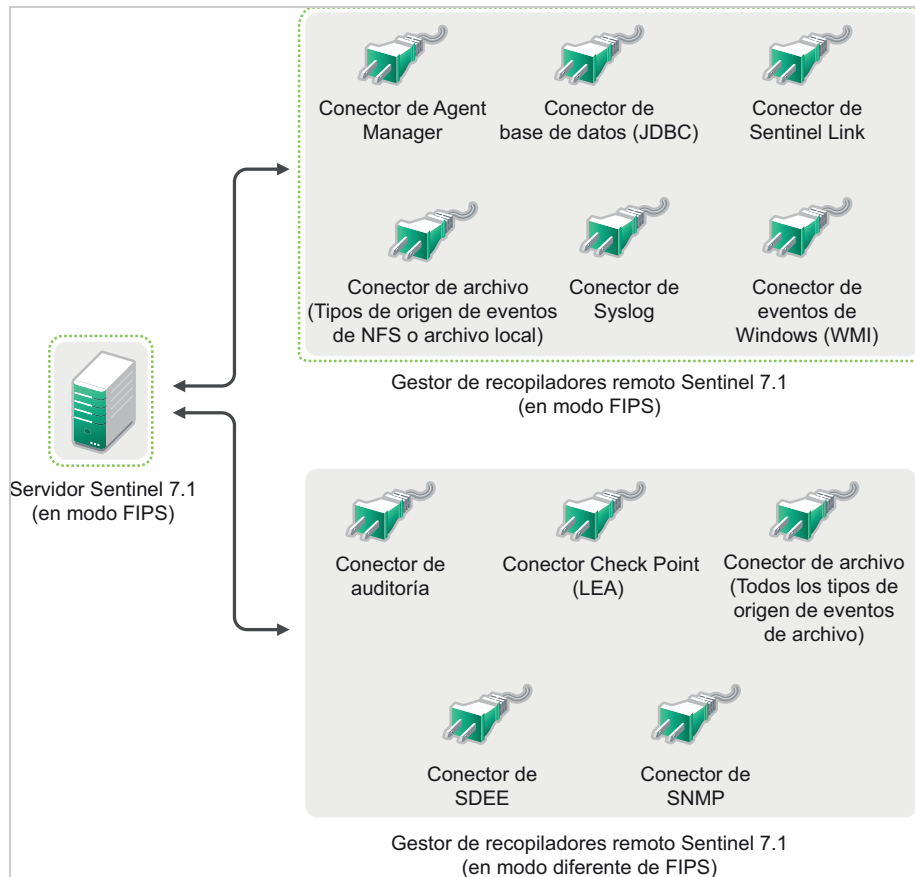 Conector de Agent
Manager
Conector de
base de datos (JDBC)
Conector de
Sentinel Link
Conector de archivo
(Tipos de origen de eventos
de NFS o archivo local)
Conector de
Syslog
Conector de
eventos de
Windows (WMI)
Gestor de recopiladores remoto Sentinel 7.1
(en modo FIPS)
Servidor Sentinel 7.1
(en modo FIPS)
Conector de
auditoría
Conector Check Point
(LEA)
Conector de archivo
(Todos los tipos de
origen de eventos
de archivo)
Conector de
SDEE
Conector de
SNMP
Gestor de recopiladores remoto Sentinel 7.1
(en modo diferente de FIPS)